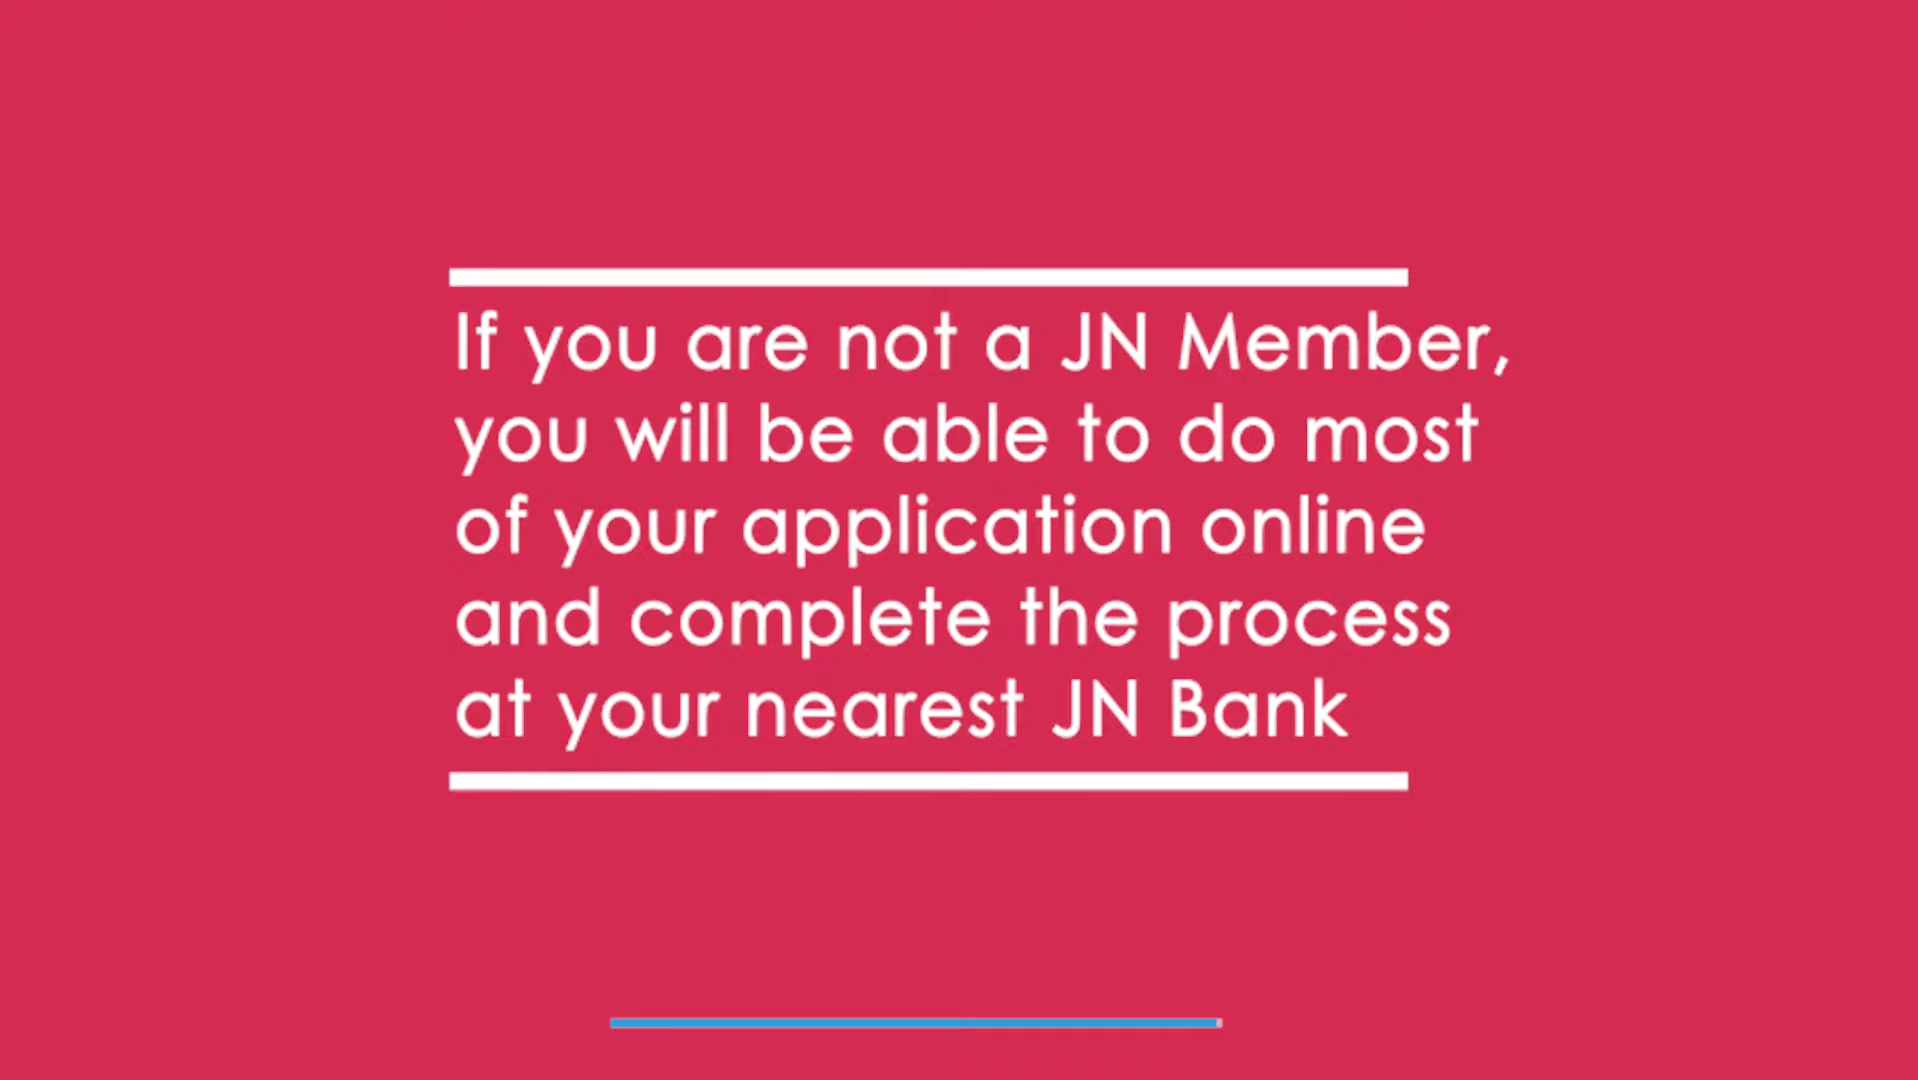 If you are not a JN Member,
you will be able to do most
of your application online
and complete the process
at your nearest JN Bank